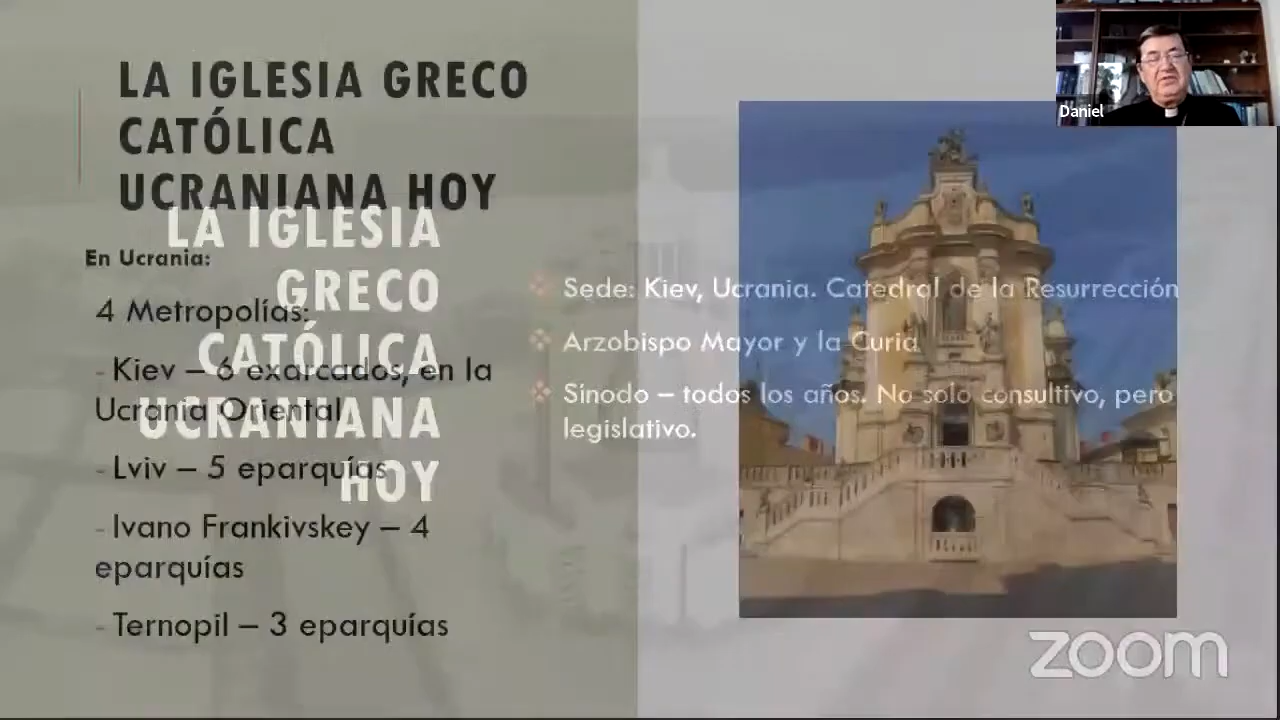 LA IGLESIA GRECO
CATÓLICA
UCRANIANA HOY
En Ucrania:
4 Metropolías:
- Kiev – 6 exarcados, en la
Ucrania Oriental
- Lviv – 5 eparquías
- Ivano Frankivskey – 4
eparquías
- Ternopil – 3 eparquías
LA IGLESIA
GRECO
CATÓLICA
UCRANIANA
HOY
Sede: Kiev, Ucrania. Catedral de la Resurrección
Arzobispo Mayor y la Curia
Sínodo – todos los años. No solo consultivo, pero
legislativo.
Daniel
zoom